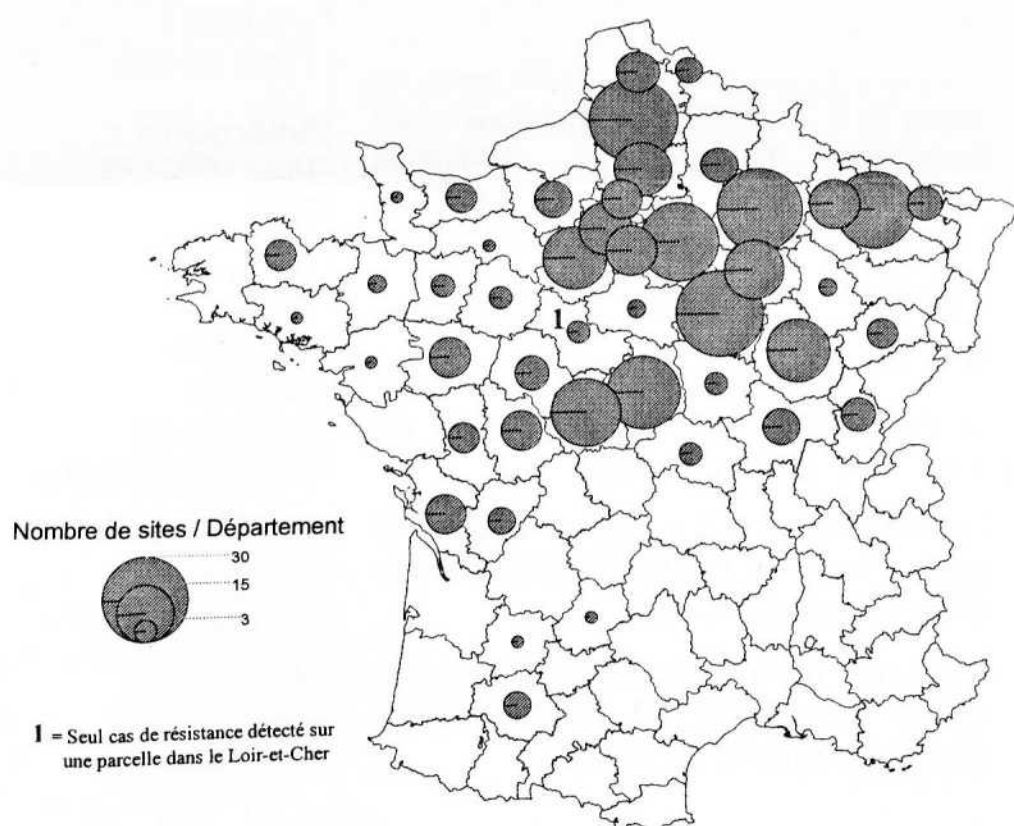 1
Nombre de sites / Département
30
15
3
1 = Seul cas de résistance détecté sur
une parcelle dans le Loir-et-Cher